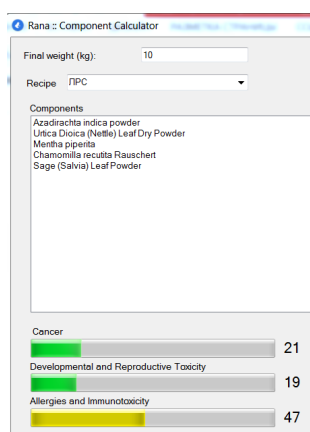 Rana :: Component Calculator
Final weight (kg): 10
Recipe ПРС
Components
Azadirachta indica powder
Urtica Dioica (Nettle) Leaf Dry Powder
Mentha piperita
Chamomilla recutita Rauschert
Sage (Salvia) Leaf Powder
Cancer
21
Developmental and Reproductive Toxicity
19
Allergies and Immunotoxicity
47